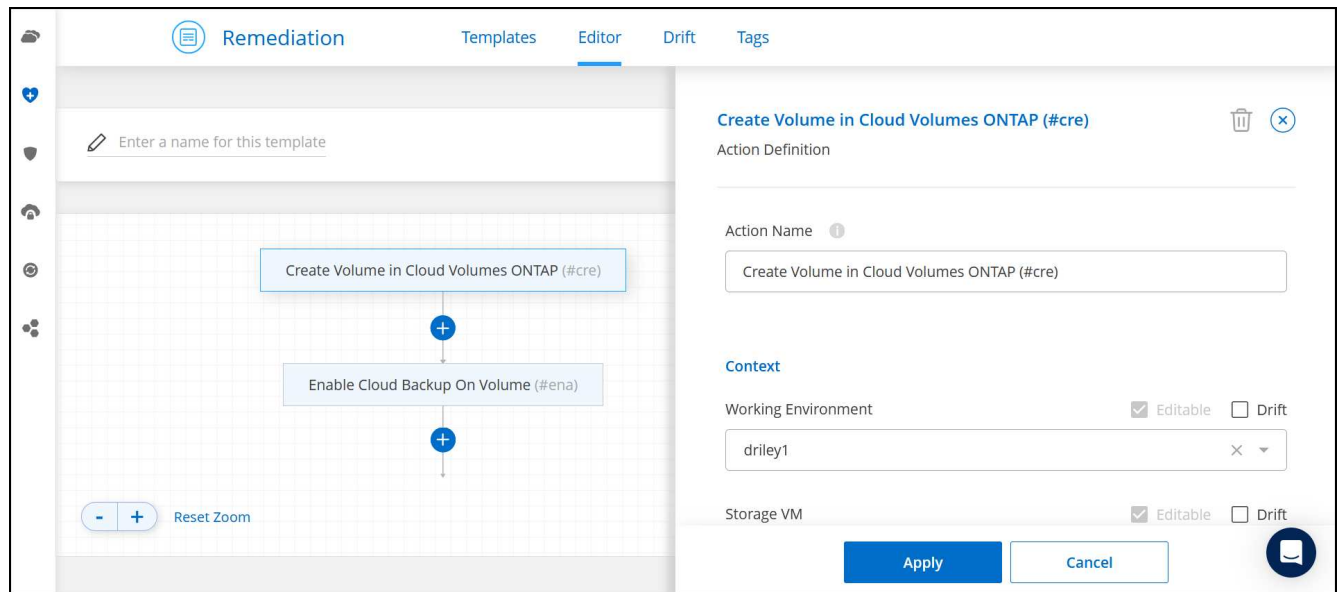 Remediation
Templates
Editor
Drift
Tags
Enter a name for this template
Create Volume in Cloud Volumes ONTAP (#cre)
Enable Cloud Backup On Volume (#ena)
- +
Reset Zoom
Create Volume in Cloud Volumes ONTAP (#cre)
Action Definition
Action Name
Create Volume in Cloud Volumes ONTAP (#cre)
Context
Working Environment
Editable
Drift
driley1
Storage VM
Editable
Drift
Apply
Cancel